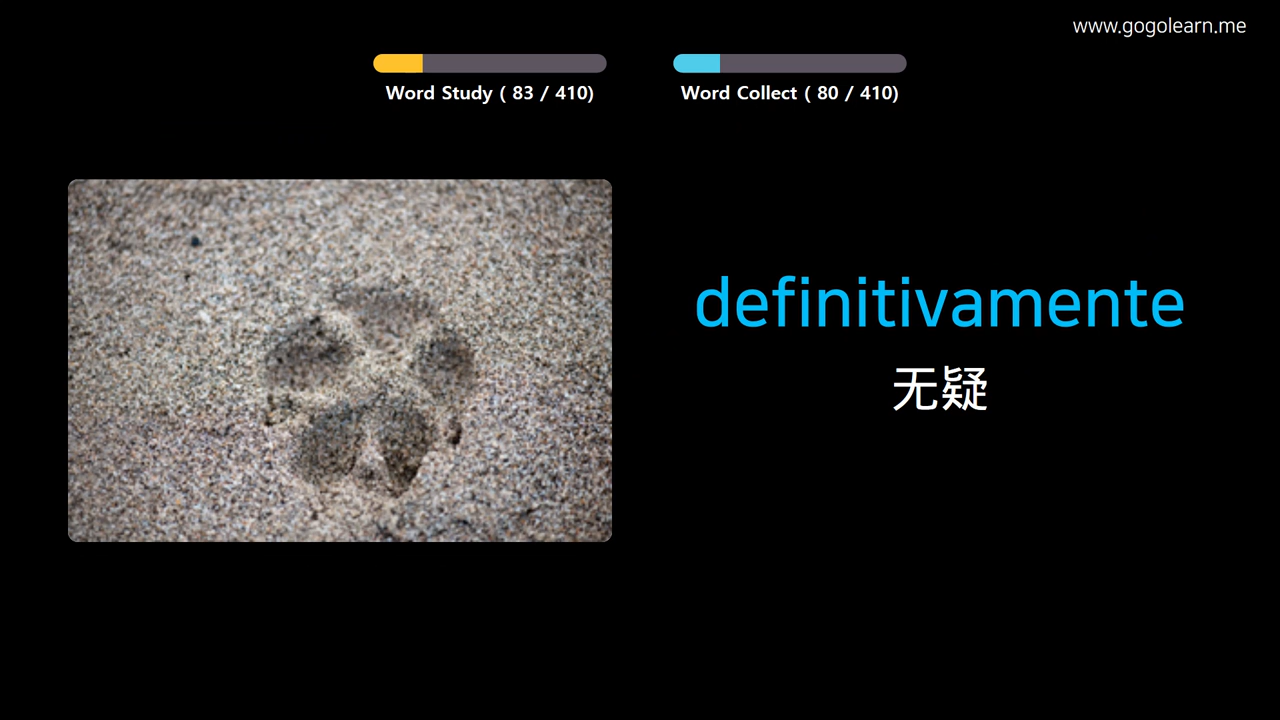 www.gogolearn.me
Word Study ( 83 / 410)
Word Collect ( 80 / 410)
definitivamente
无疑